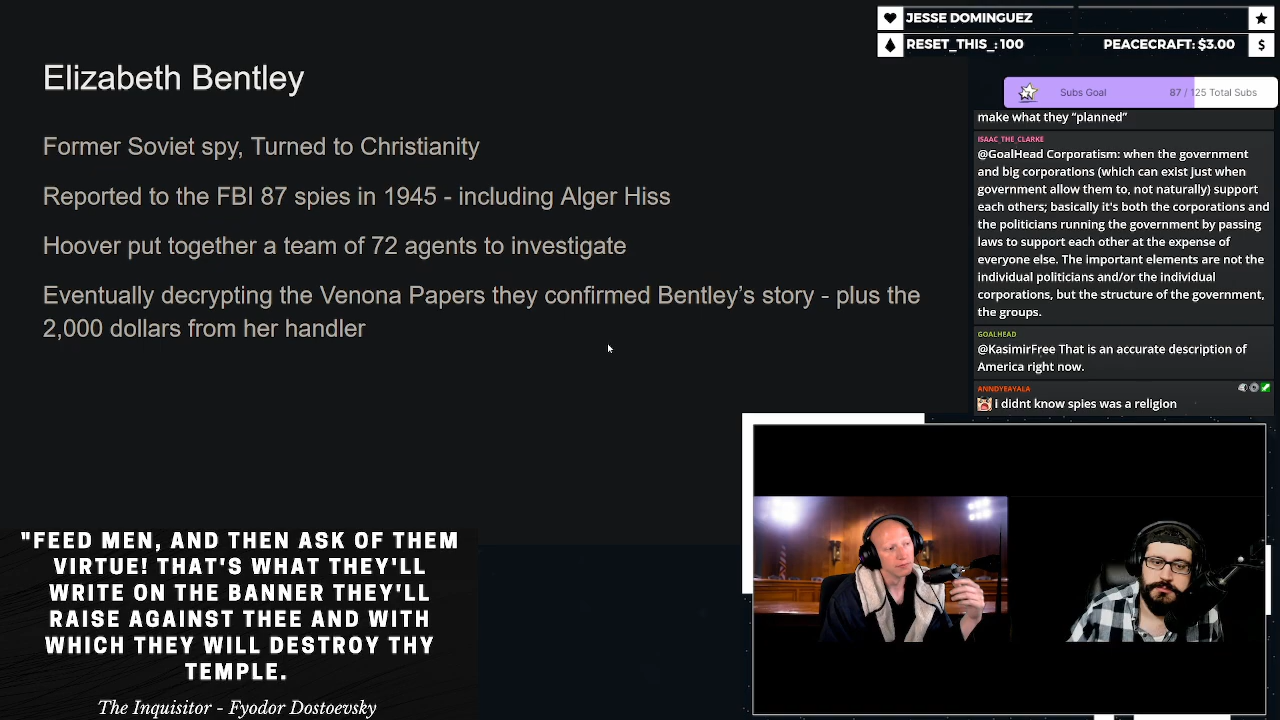 Elizabeth Bentley
Former Soviet spy, Turned to Christianity
Reported to the FBI 87 spies in 1945 - including Alger Hiss
Hoover put together a team of 72 agents to investigate
Eventually decrypting the Venona Papers they confirmed Bentley's story - plus the
2,000 dollars from her handler
JESSE DOMINGUEZ
RESET_THIS_: 100
PEACECRAFT: $3.00
$
Subs Goal
87 / 125 Total Subs
make what they “planned”
ISAAC_THE_CLARKE
@GoalHead Corporatism: when the government
and big corporations (which can exist just when
government allow them to, not naturally) support
each others; basically it's both the corporations and
the politicians running the government by passing
laws to support each other at the expense of
everyone else. The important elements are not the
individual politicians and/or the individual
corporations, but the structure of the government,
the groups.
GOALHEAD
@KasimirFree That is an accurate description of
America right now.
ANNDYEAYALA
i didnt know spies was a religion
"FEED MEN, AND THEN ASK OF THEM
VIRTUE! THAT'S WHAT THEY'LL
WRITE ON THE BANNER THEY'LL
RAISE AGAINST THEE AND WITH
WHICH THEY WILL DESTROY THY
TEMPLE.
The Inquisitor - Fyodor Dostoevsky